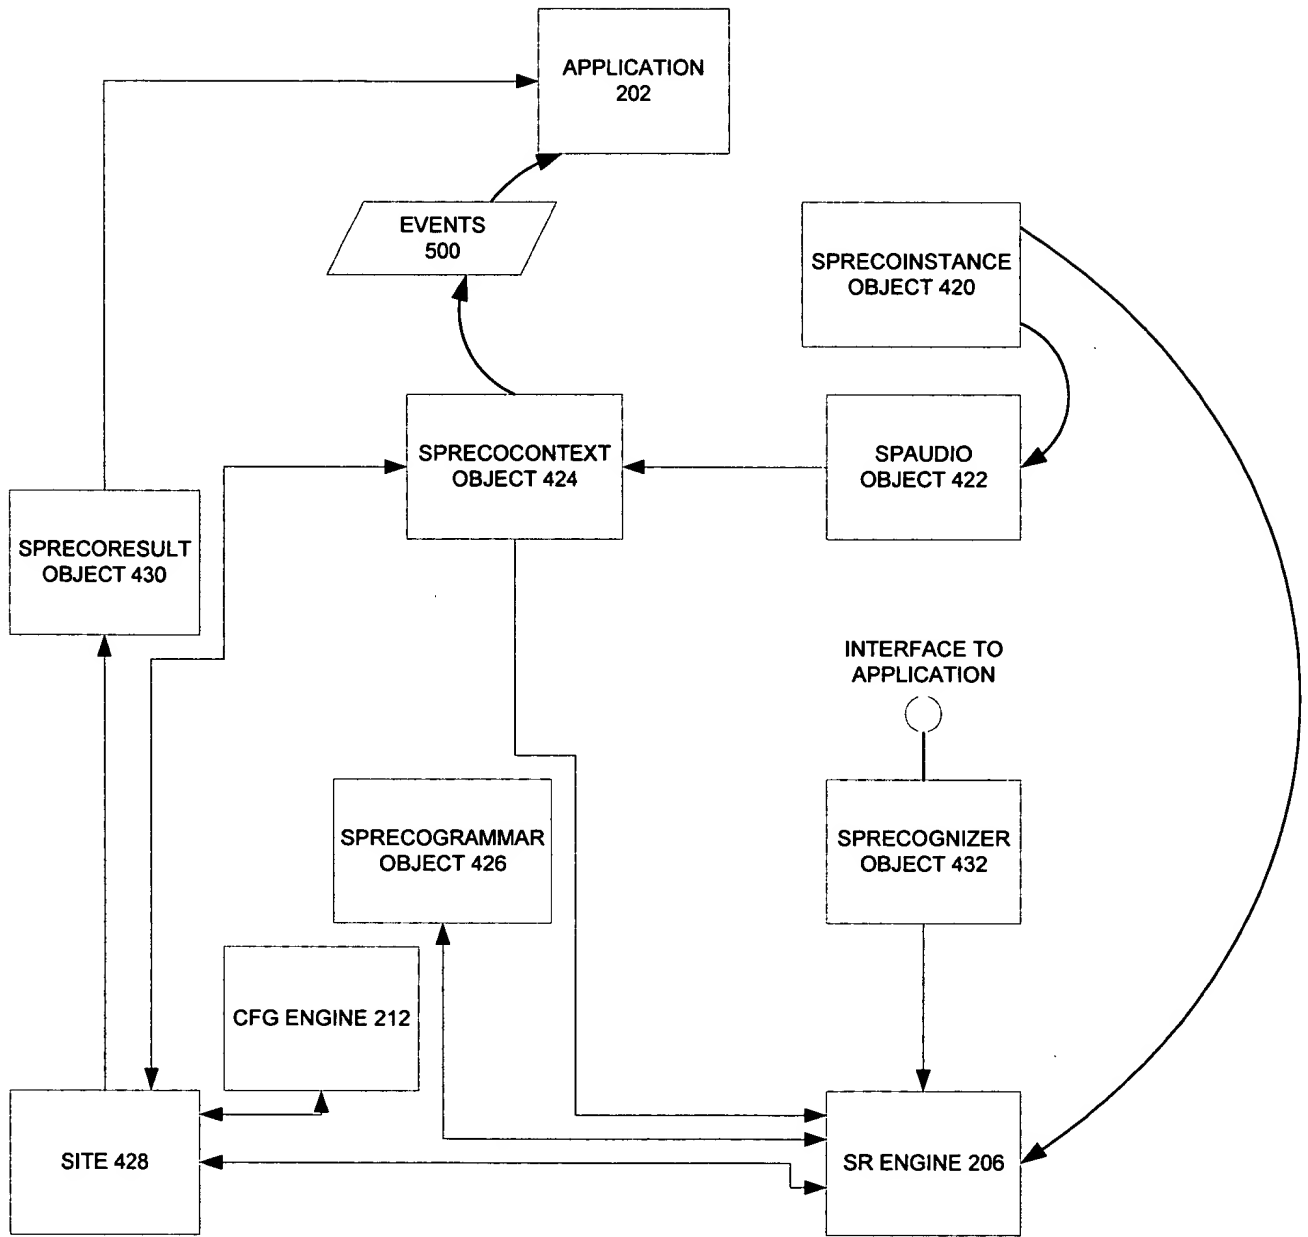 APPLICATION
202
EVENTS
500
SPRECOINSTANCE
OBJECT 420
SPRECOCONTEXT
OBJECT 424
SPAUDIO
OBJECT 422
SPRECORESULT
OBJECT 430
INTERFACE TO
APPLICATION
SPRECOGRAMMAR
OBJECT 426
SPRECOGNIZER
OBJECT 432
CFG ENGINE 212
SITE 428
SR ENGINE 206